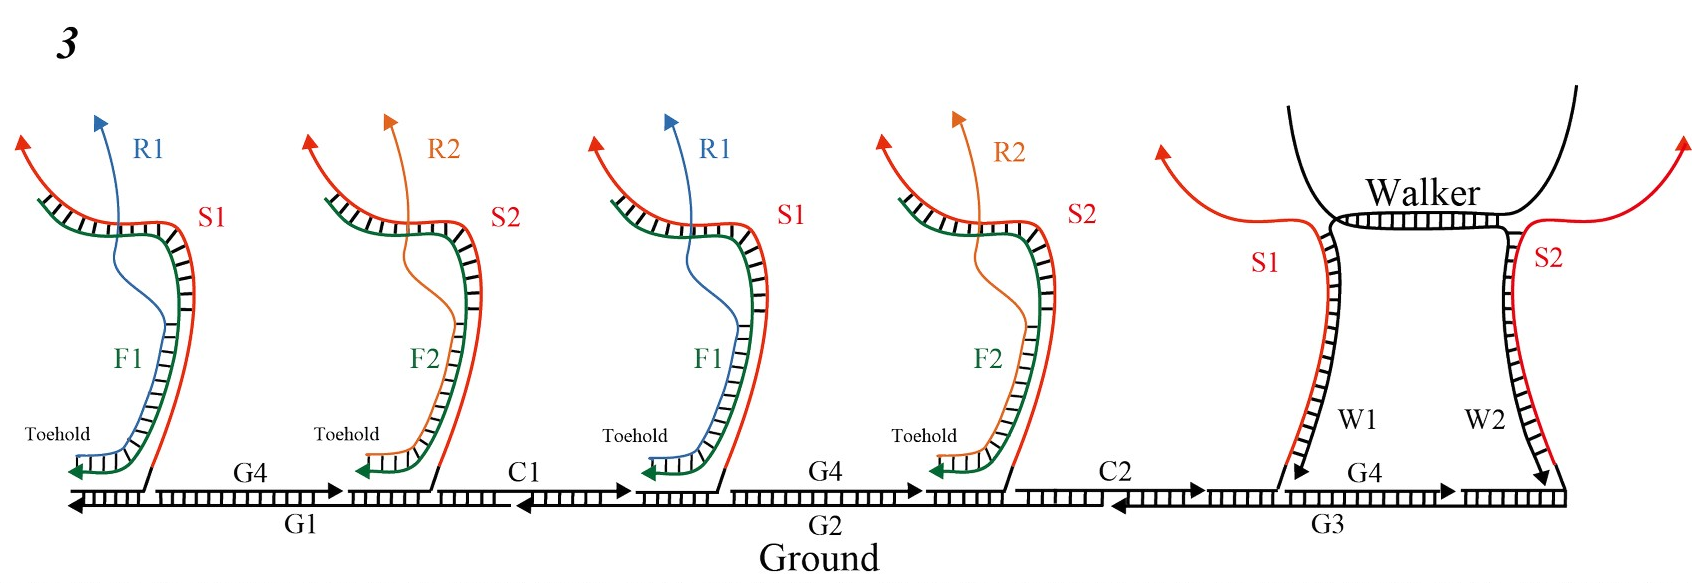 3
R1
R2
R1
R2
Walker
S1
S2
S1
S2
S1
S2
F1
F2
F1
F2
W1
W2
Toehold
Toehold
Toehold
Toehold
G4
C1
G4
C2
G4
G1
G2
G3
Ground